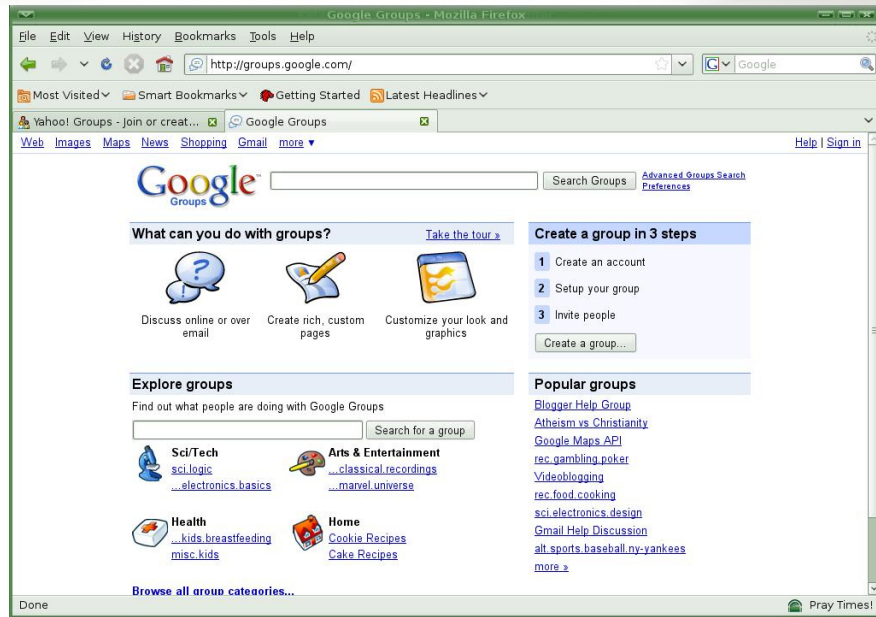 Google Groups - Mozilla Firefox
File Edit View History Bookmarks Tools Help
http://groups.google.com/ G Google
Most Visited Smart Bookmarks Getting Started Latest Headlines
Yahoo! Groups - Join or creat... Google Groups
Web Images Maps News Shopping Gmail more ▼ Help | Sign in
Google™ Groups Search Groups Advanced Groups Search
Preferences
What can you do with groups? Take the tour »
Discuss online or over email
Create rich, custom pages
Customize your look and graphics
Create a group in 3 steps
1 Create an account
2 Setup your group
3 Invite people
Create a group...
Explore groups
Find out what people are doing with Google Groups
Search for a group
Sci/Tech
sci.logic
...electronics.basics
Arts & Entertainment
...classical.recordings
...marvel.universe
Health
...kids.breastfeeding
misc.kids
Home
Cookie Recipes
Cake Recipes
Browse all group categories...
Popular groups
Blogger Help Group
Atheism vs Christianity
Google Maps API
rec.gambling.poker
Videoblogging
rec.food.cooking
sci.electronics.design
Gmail Help Discussion
alt.sports.baseball.ny-yankees
more »
Done Pray Times!